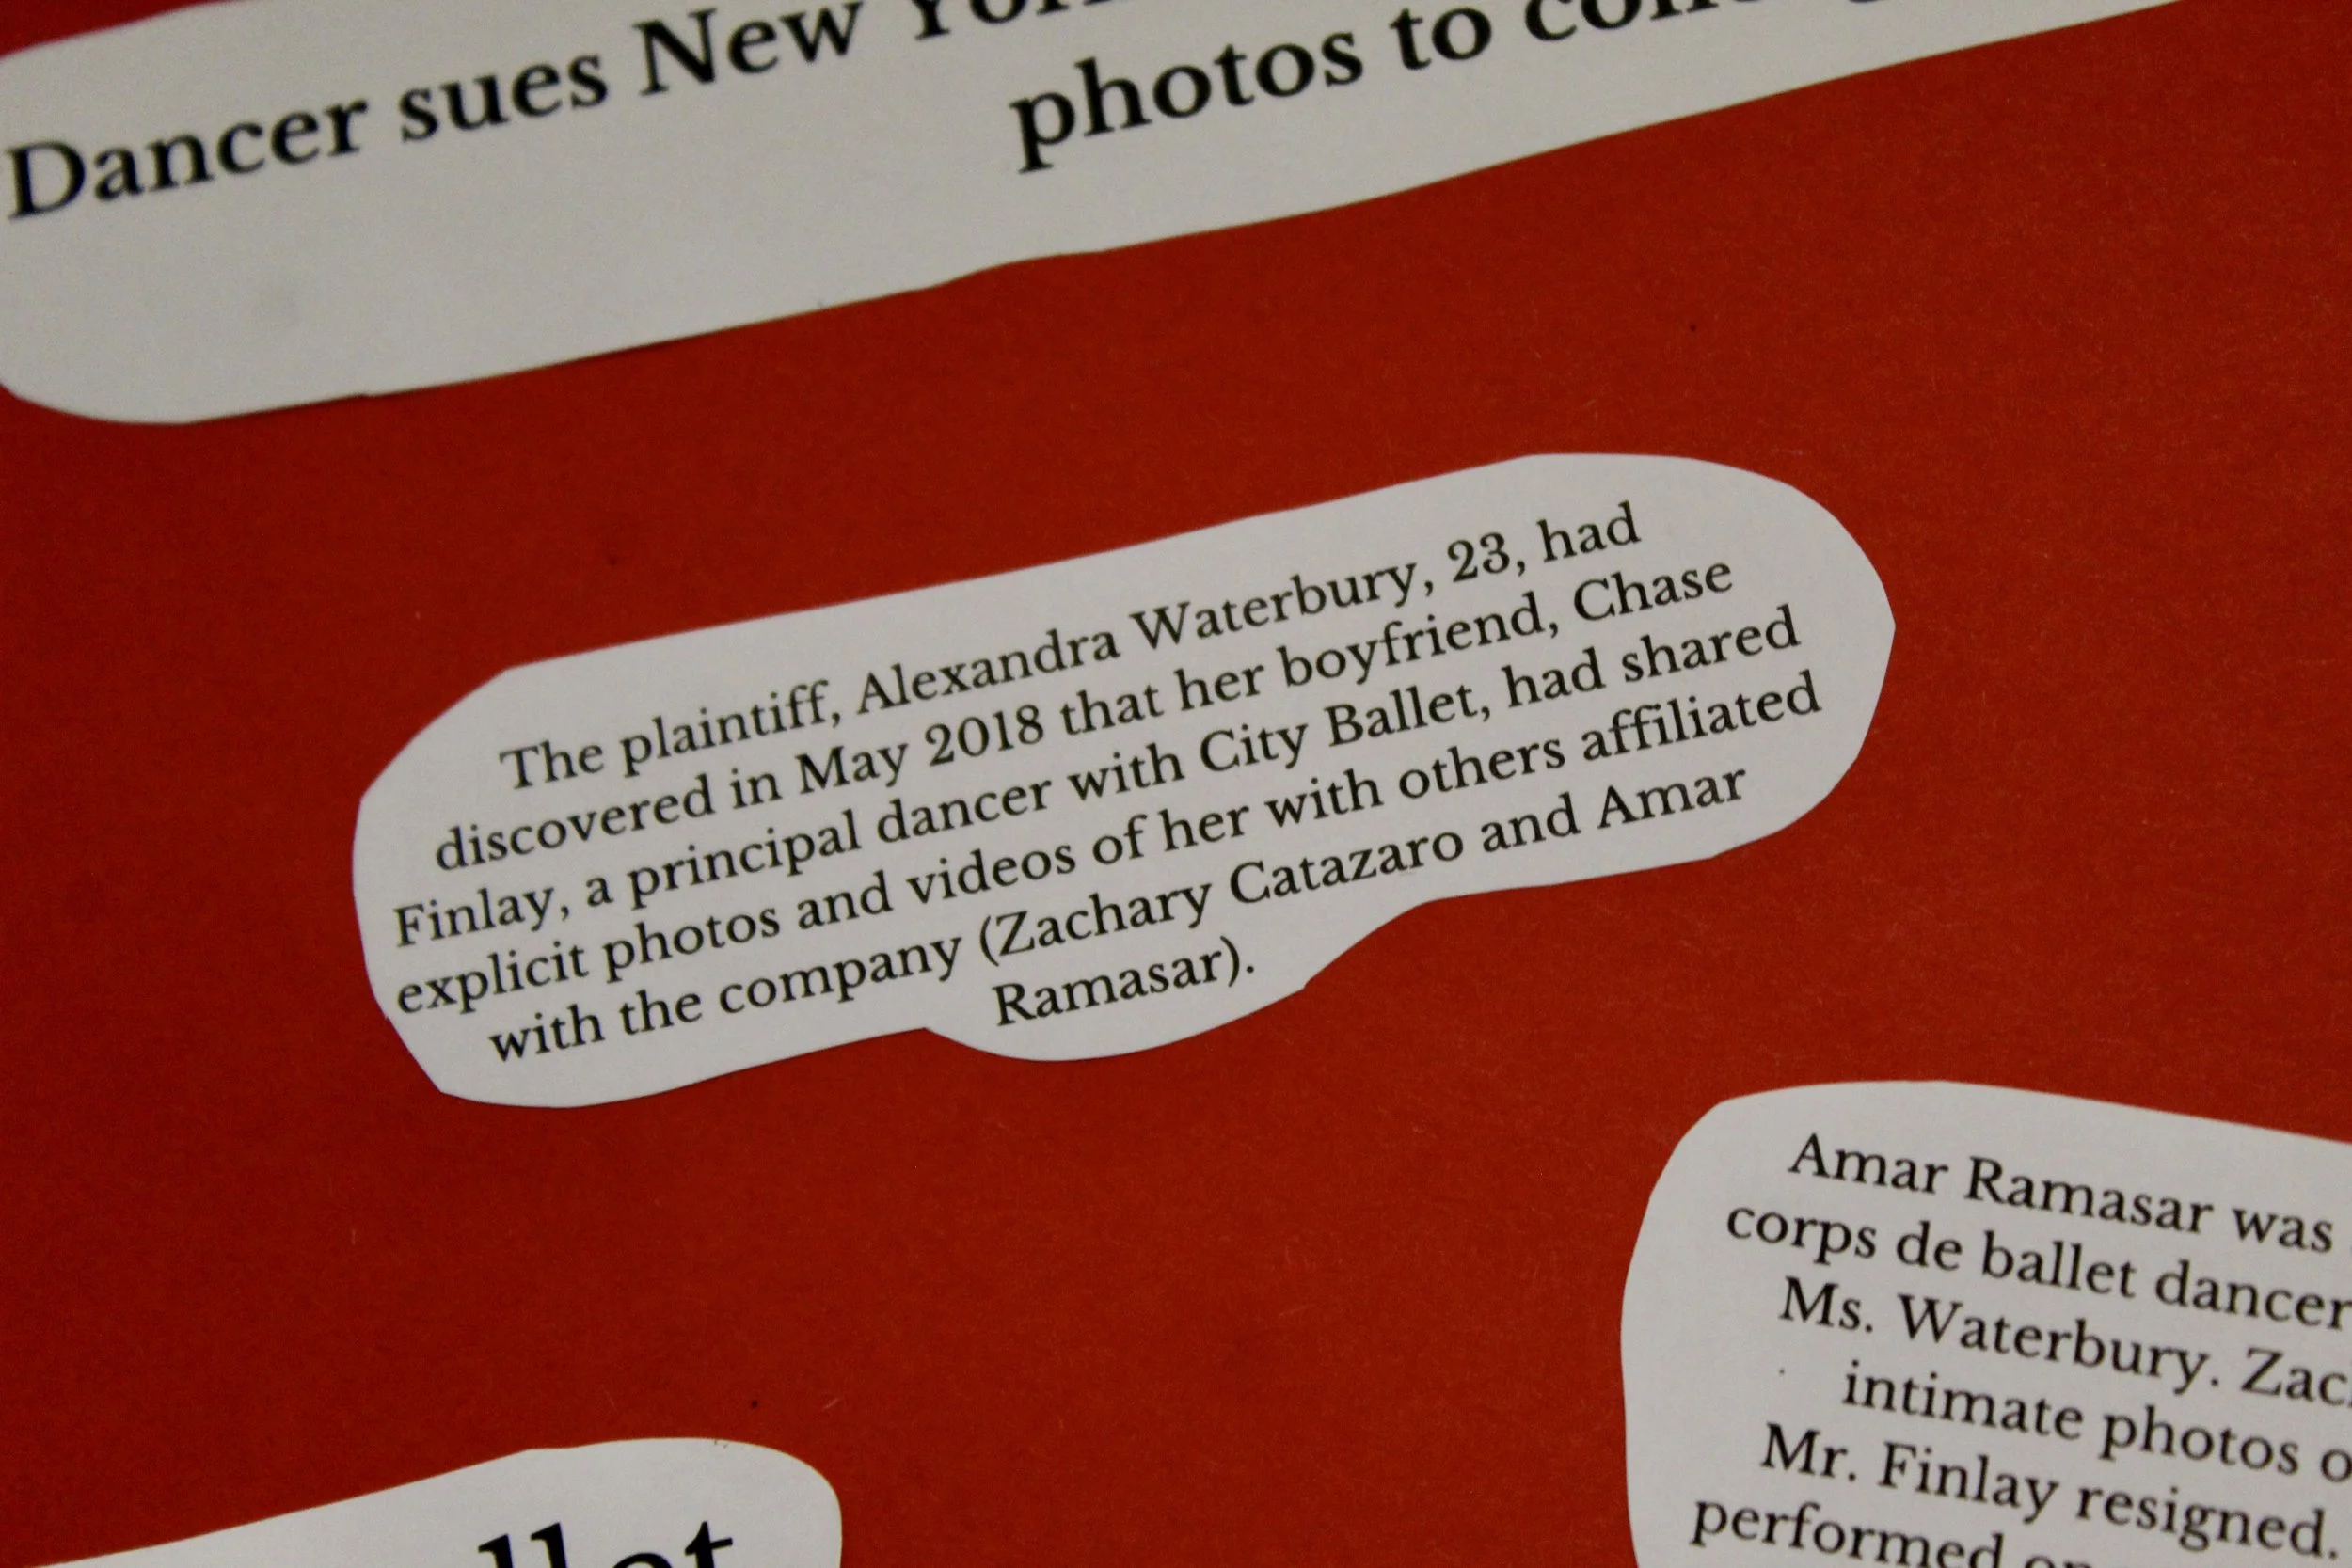 Dancer sues New
photos to
The plaintiff, Alexandra Waterbury, 23, had
discovered in May 2018 that her boyfriend, Chase
Finlay, a principal dancer with City Ballet, had shared
explicit photos and videos of her with others affiliated
with the company (Zachary Catazaro and Amar
Ramasar).
Amar Ramasar was
corps de ballet dancer
Ms. Waterbury.
intimate photos
Mr. Finlay resigned.
performed